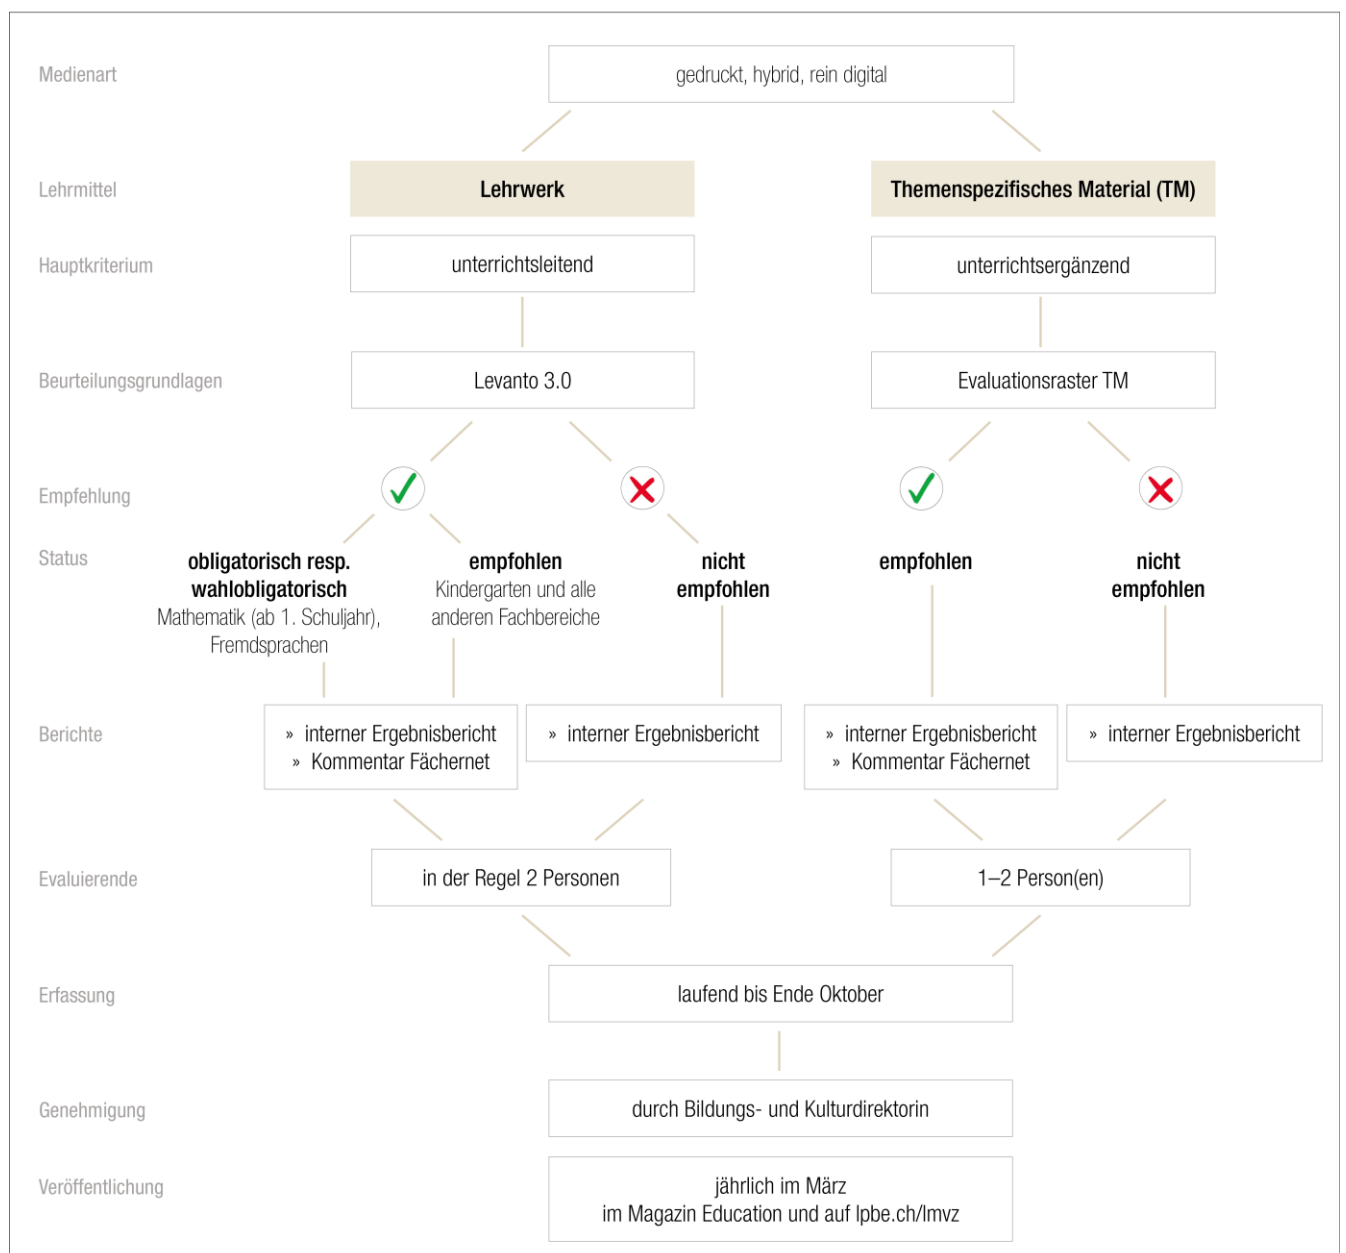 Medienart
gedruckt, hybrid, rein digital
Lehrmittel
Lehrwerk
Themenspezifisches Material (TM)
Hauptkriterium
unterrichtsleitend
unterrichtsergänzend
Beurteilungsgrundlagen
Levanto 3.0
Evaluationsraster TM
Empfehlung
Status
obligatorisch resp.
wahlobligatorisch
Mathematik (ab 1. Schuljahr),
Fremdsprachen
empfohlen
Kindergarten und alle
anderen Fachbereiche
nicht
empfohlen
empfohlen
nicht
empfohlen
Berichte
» interner Ergebnisbericht
» Kommentar Fächernet
» interner Ergebnisbericht
» interner Ergebnisbericht
» Kommentar Fächernet
» interner Ergebnisbericht
Evaluierende
in der Regel 2 Personen
1–2 Person(en)
Erfassung
laufend bis Ende Oktober
Genehmigung
durch Bildungs- und Kulturdirektorin
Veröffentlichung
jährlich im März
im Magazin Education und auf lpbe.ch/lmvz